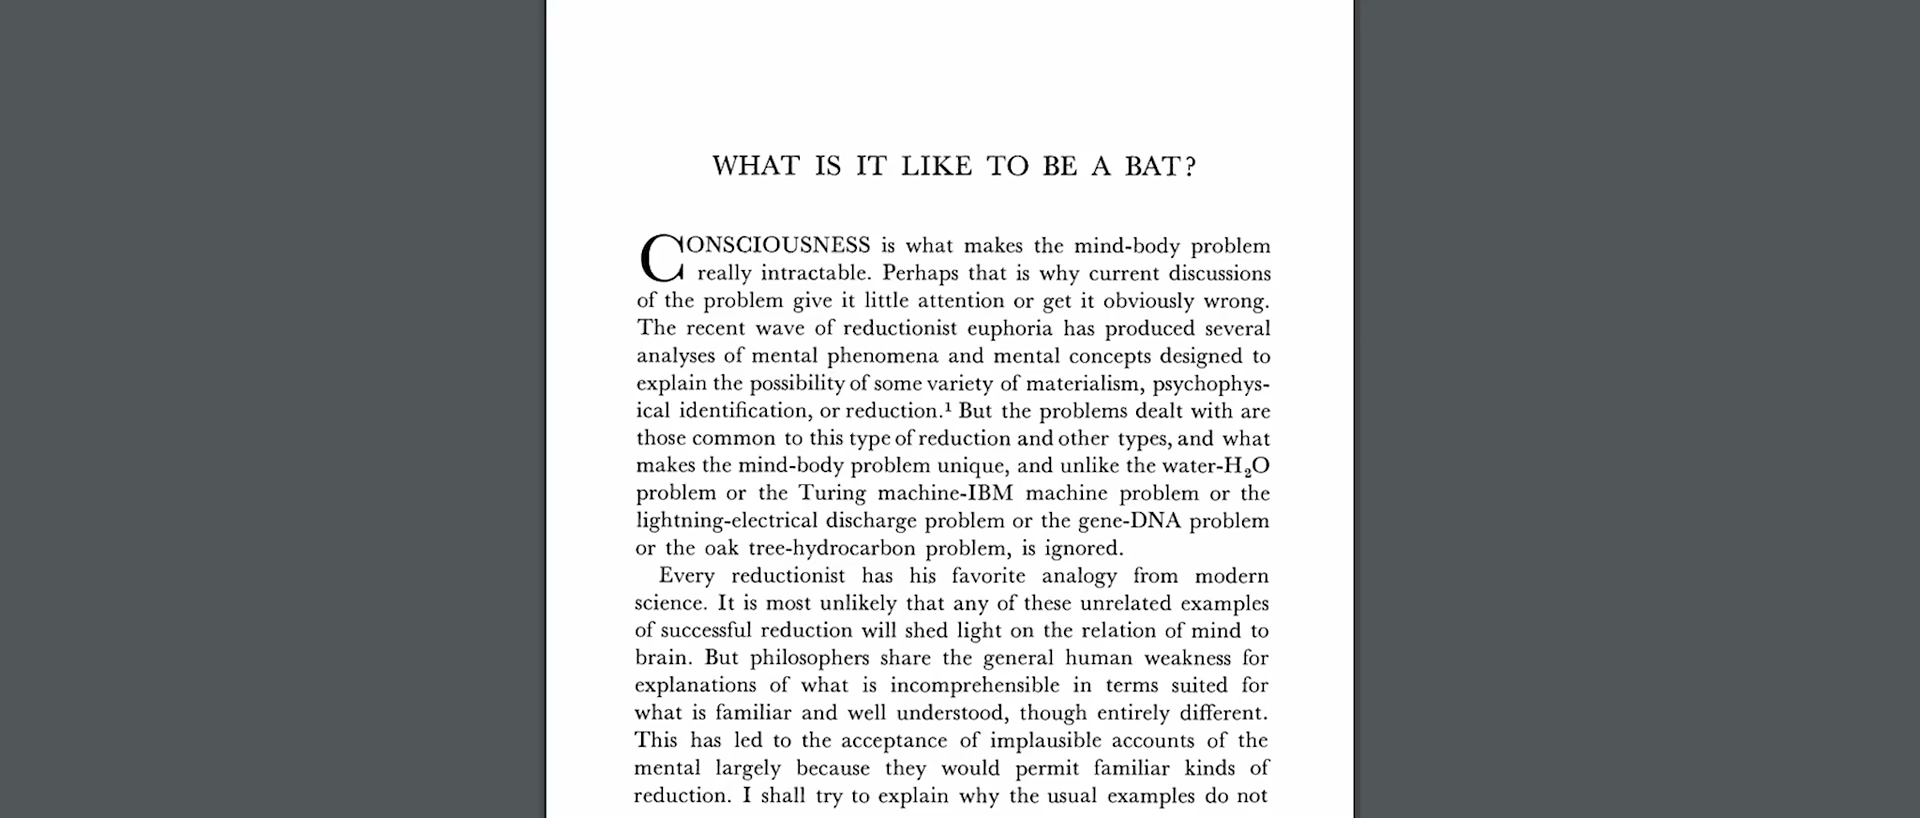 WHAT IS IT LIKE TO BE A BAT?
CONSCIOUSNESS is what makes the mind-body problem
really intractable. Perhaps that is why current discussions
of the problem give it little attention or get it obviously wrong.
The recent wave of reductionist euphoria has produced several
analyses of mental phenomena and mental concepts designed to
explain the possibility of some variety of materialism, psychophys-
ical identification, or reduction.¹ But the problems dealt with are
those common to this type of reduction and other types, and what
makes the mind-body problem unique, and unlike the water-H₂O
problem or the Turing machine-IBM machine problem or the
lightning-electrical discharge problem or the gene-DNA problem
or the oak tree-hydrocarbon problem, is ignored.
Every reductionist has his favorite analogy from modern
science. It is most unlikely that any of these unrelated examples
of successful reduction will shed light on the relation of mind to
brain. But philosophers share the general human weakness for
explanations of what is incomprehensible in terms suited for
what is familiar and well understood, though entirely different.
This has led to the acceptance of implausible accounts of the
mental largely because they would permit familiar kinds of
reduction. I shall try to explain why the usual examples do not